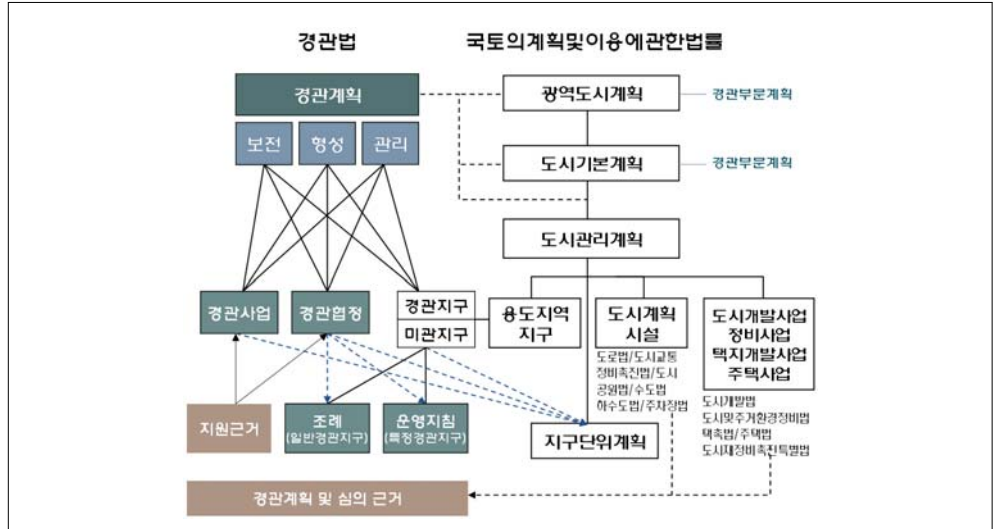 경관법
국토의계획및이용에관한법률
경관계획
광역도시계획
경관부문계획
보전
형성
관리
도시기본계획
경관부문계획
도시관리계획
경관사업
경관협정
경관지구
미관지구
용도지역
지구
도시계획
시설
도시개발사업
정비사업
택지개발사업
주택사업
도로법/도시교통
정비촉진법/도시
공원법/수도법
하수도법/주차장법
도시개발법
도시및주거환경정비법
택촉법/주택법
도시재정비촉진특별법
지원근거
조례
(일반경관지구)
운영지침
(특정경관지구)
지구단위계획
경관계획 및 심의 근거